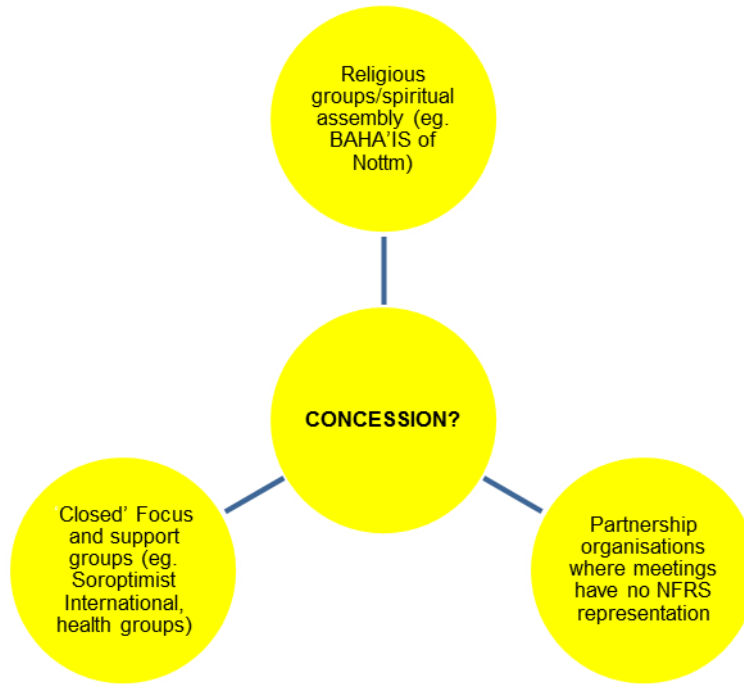 Religious
groups/spiritual
assembly (eg.
BAHA'IS of
Nottm)
CONCESSION?
Closed' Focus
and support
groups (eg.
Soroptimist
International,
health groups)
Partnership
organisations
where meetings
have no NFRS
representation